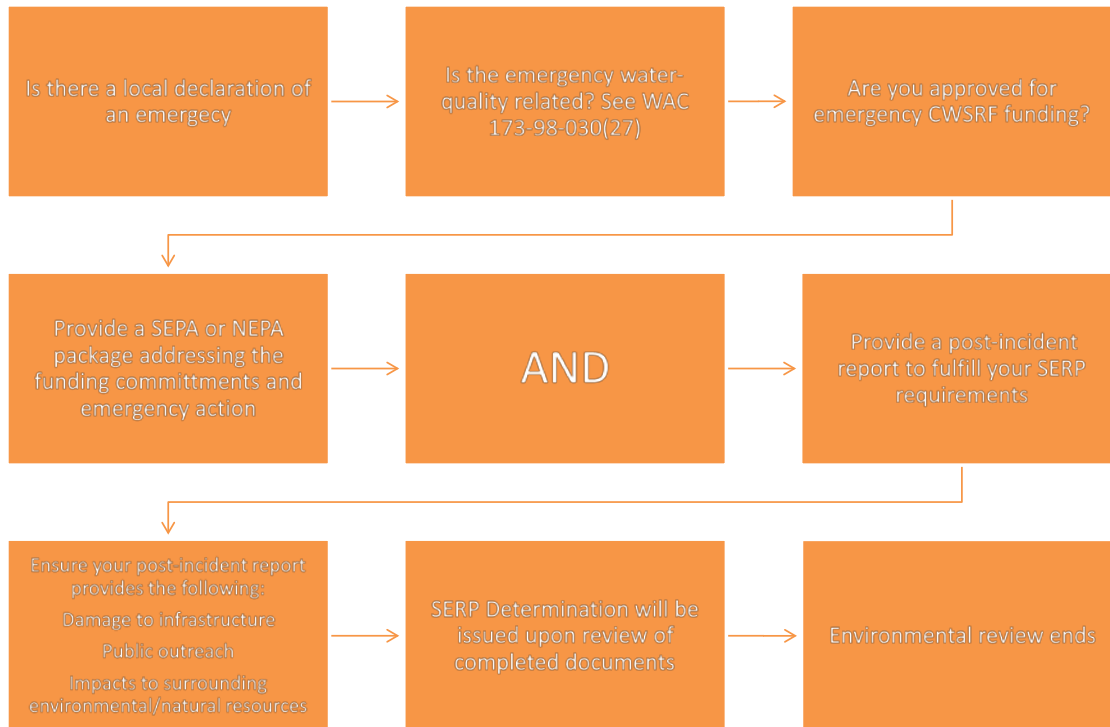 Is there a local declaration of
an emergecy
Is the emergency water-
quality related? See WAC
173-98-030(27)
Are you approved for
emergency CWSRF funding?
Provide a SEPA or NEPA
package addressing the
funding committments and
emergency action
AND
Provide a post-incident
report to fulfill your SERP
requirements
Ensure your post-incident report
provides the following:
Damage to infrastructure
Public outreach
Impacts to surrounding
environmental/natural resources
SERP Determination will be
issued upon review of
completed documents
Environmental review ends